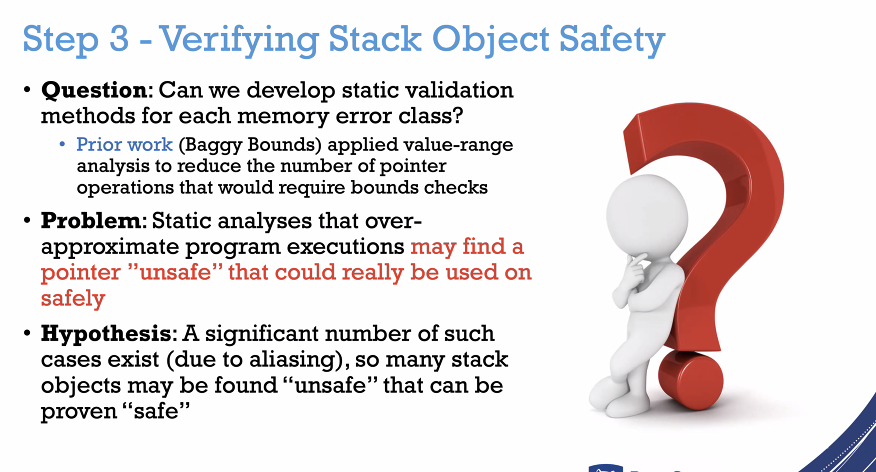 Step 3 - Verifying Stack Object Safety
• Question: Can we develop static validation
methods for each memory error class?
• Prior work (Baggy Bounds) applied value-range
analysis to reduce the number of pointer
operations that would require bounds checks
• Problem: Static analyses that over-
approximate program executions may find a
pointer ”unsafe” that could really be used on
safely
• Hypothesis: A significant number of such
cases exist (due to aliasing), so many stack
objects may be found “unsafe” that can be
proven “safe”